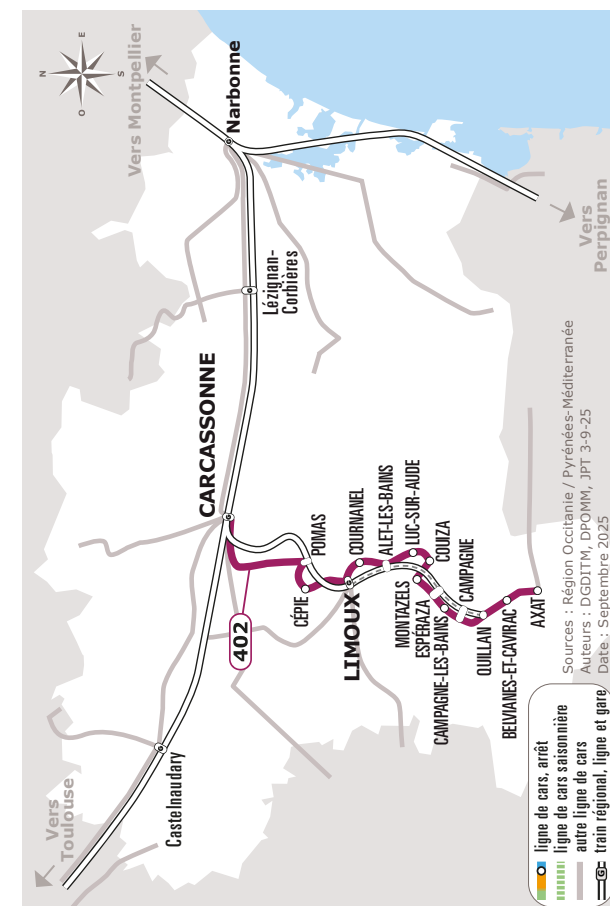 N
E
S
O
Vers
Montpellier
Narbonne
Vers
Perpignan
Lézignan-
Corbières
CARCASSONNE
402
Castelnaudary
Vers
Toulouse
POMAS
CÉPIE
COURNANEL
LIMOUX
ALET-LES-BAINS
LUC-SUR-AUDE
MONTAZELS
COUIZA
ESPÉRAZA
CAMPAGNE-LES-BAINS
CAMPAGNE
QUILLAN
BELVIANES-ET-CAVIRAC
AXAT
ligne de cars, arrêt
ligne de cars saisonnière
autre ligne de cars
G train régional, ligne et gare
Sources : Région Occitanie / Pyrénées-Méditerranée
Auteurs : DGDITM, DPOMM, JPT 3-9-25
Date : Septembre 2025